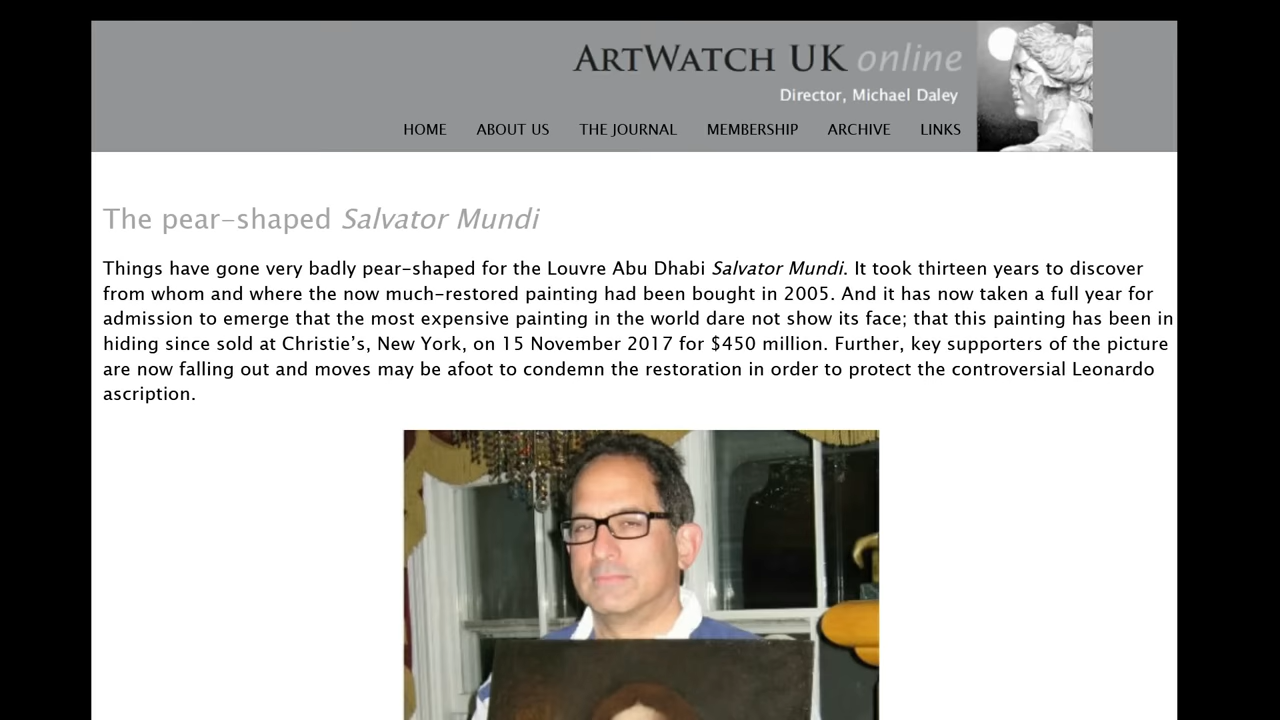 ARTWATCH UK online
Director, Michael Daley
HOME ABOUT US THE JOURNAL MEMBERSHIP ARCHIVE LINKS
The pear-shaped Salvator Mundi
Things have gone very badly pear-shaped for the Louvre Abu Dhabi Salvator Mundi. It took thirteen years to discover
from whom and where the now much-restored painting had been bought in 2005. And it has now taken a full year for
admission to emerge that the most expensive painting in the world dare not show its face; that this painting has been in
hiding since sold at Christie’s, New York, on 15 November 2017 for $450 million. Further, key supporters of the picture
are now falling out and moves may be afoot to condemn the restoration in order to protect the controversial Leonardo
ascription.